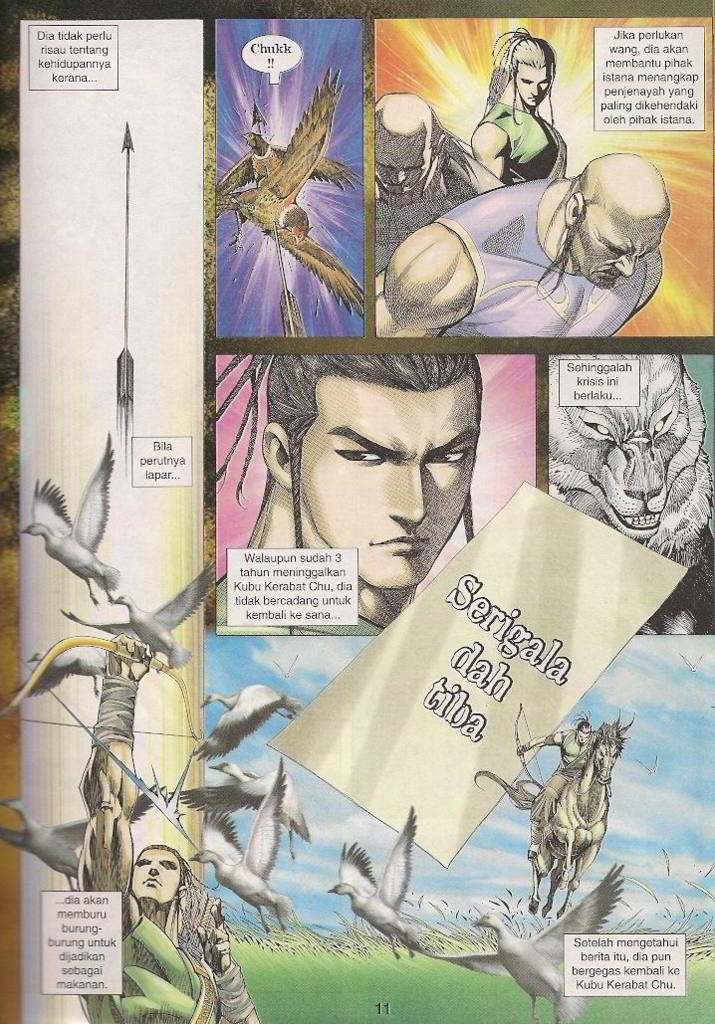 Dia tidak perlu
risau tentang
kehidupannya
kerana...
Bila
perutnya
lapar...
...dia akan
memburu
burung-
burung untuk
dijadikan
sebagai
makanan.
Chukk
!!
Jika perlukan
wang, dia akan
membantu pihak
istana menangkap
penjenayah yang
paling dikehendaki
oleh pihak istana.
Walaupun sudah 3
tahun meninggalkan
Kubu Kerabat Chu, dia
tidak bercadang untuk
kembali ke sana...
Sehinggalah
krisis ini
berlaku...
Serigala
dah
tiba
Setelah mengetahui
berita itu, dia pun
bergegas kembali ke
Kubu Kerabat Chu.
11